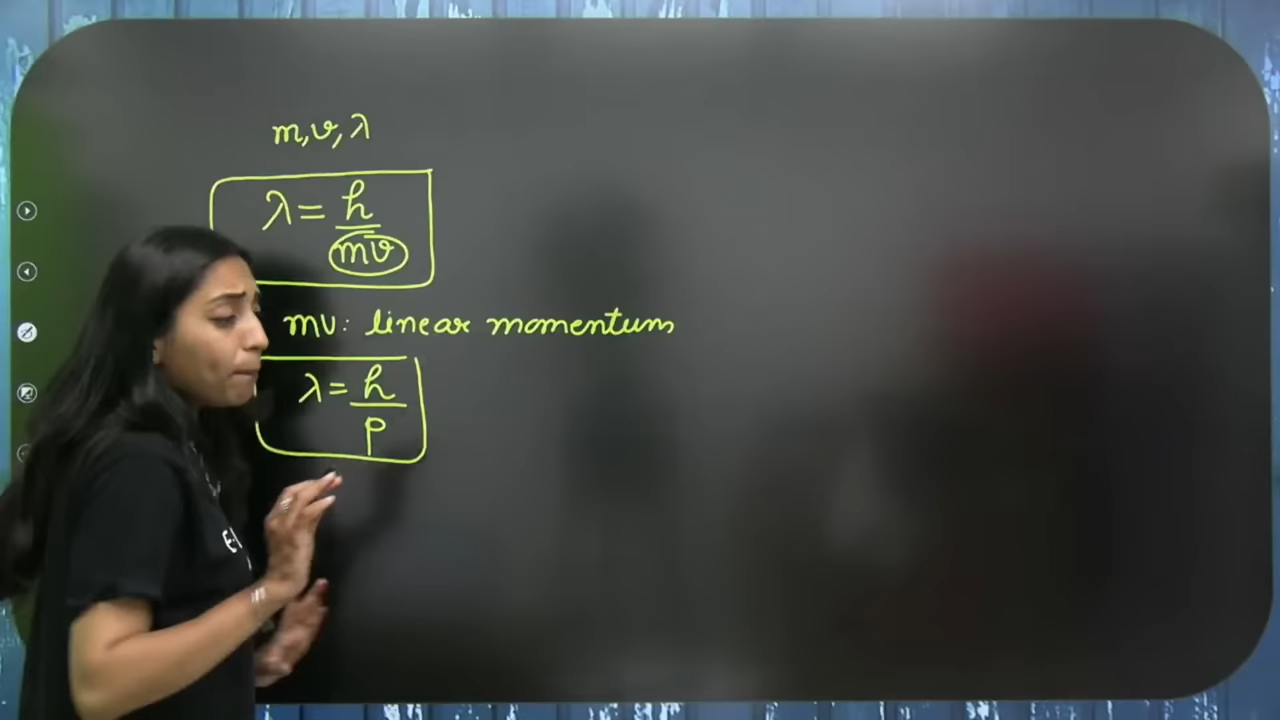 m, v, λ
λ = h / mv
mv: linear momentum
λ = h / p